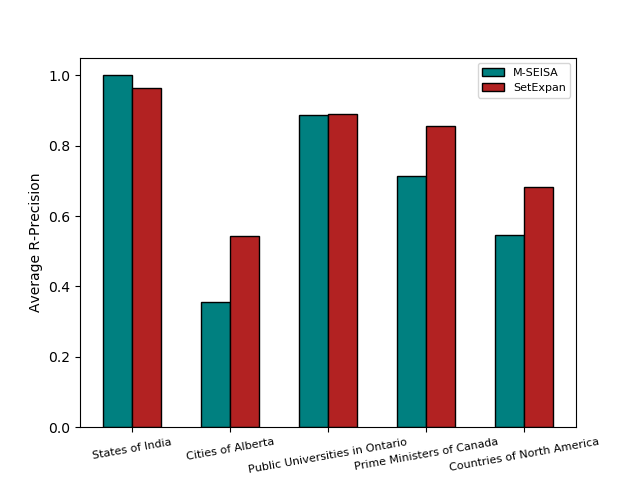 M-SEISA
SetExpan
Average R-Precision
1.0
0.8
0.6
0.4
0.2
0.0
States of India
Cities of Alberta
Public Universities in Ontario
Prime Ministers of Canada
Countries of North America